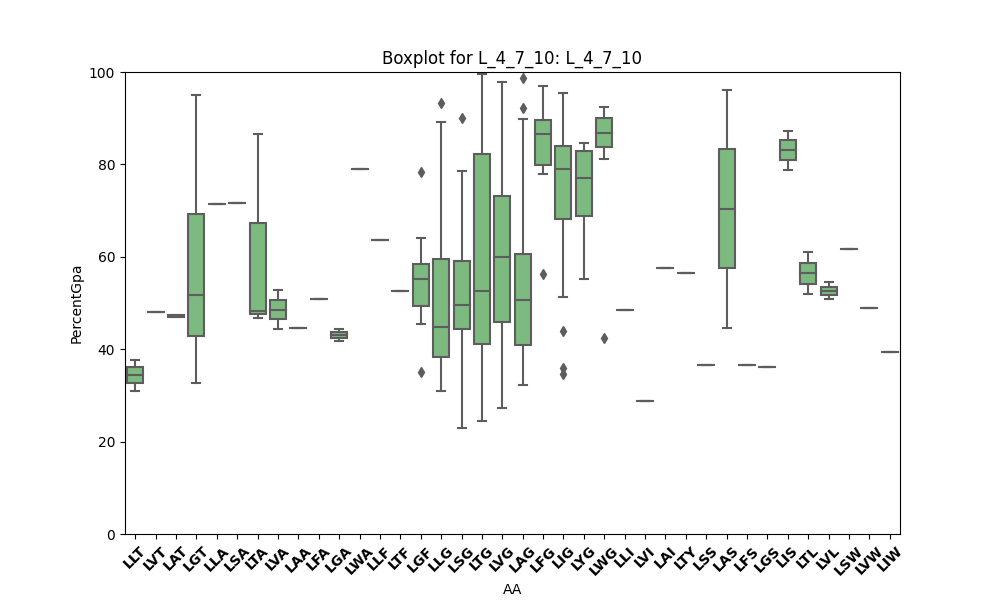 Boxplot for L_4_7_10: L_4_7_10
100
80
60
40
20
0
PercentGpa
LLT LVT LAT LGT LLA LSA LTA LVA LAA LFA LGA LWA LLF LTF LGF LLG LSG LTG LVG LAG LFG LIG LYG LWG LLI LVI LAI LTY LSS LAS LFS LGS LIS LTL LVL LSW LVW LIW
AA